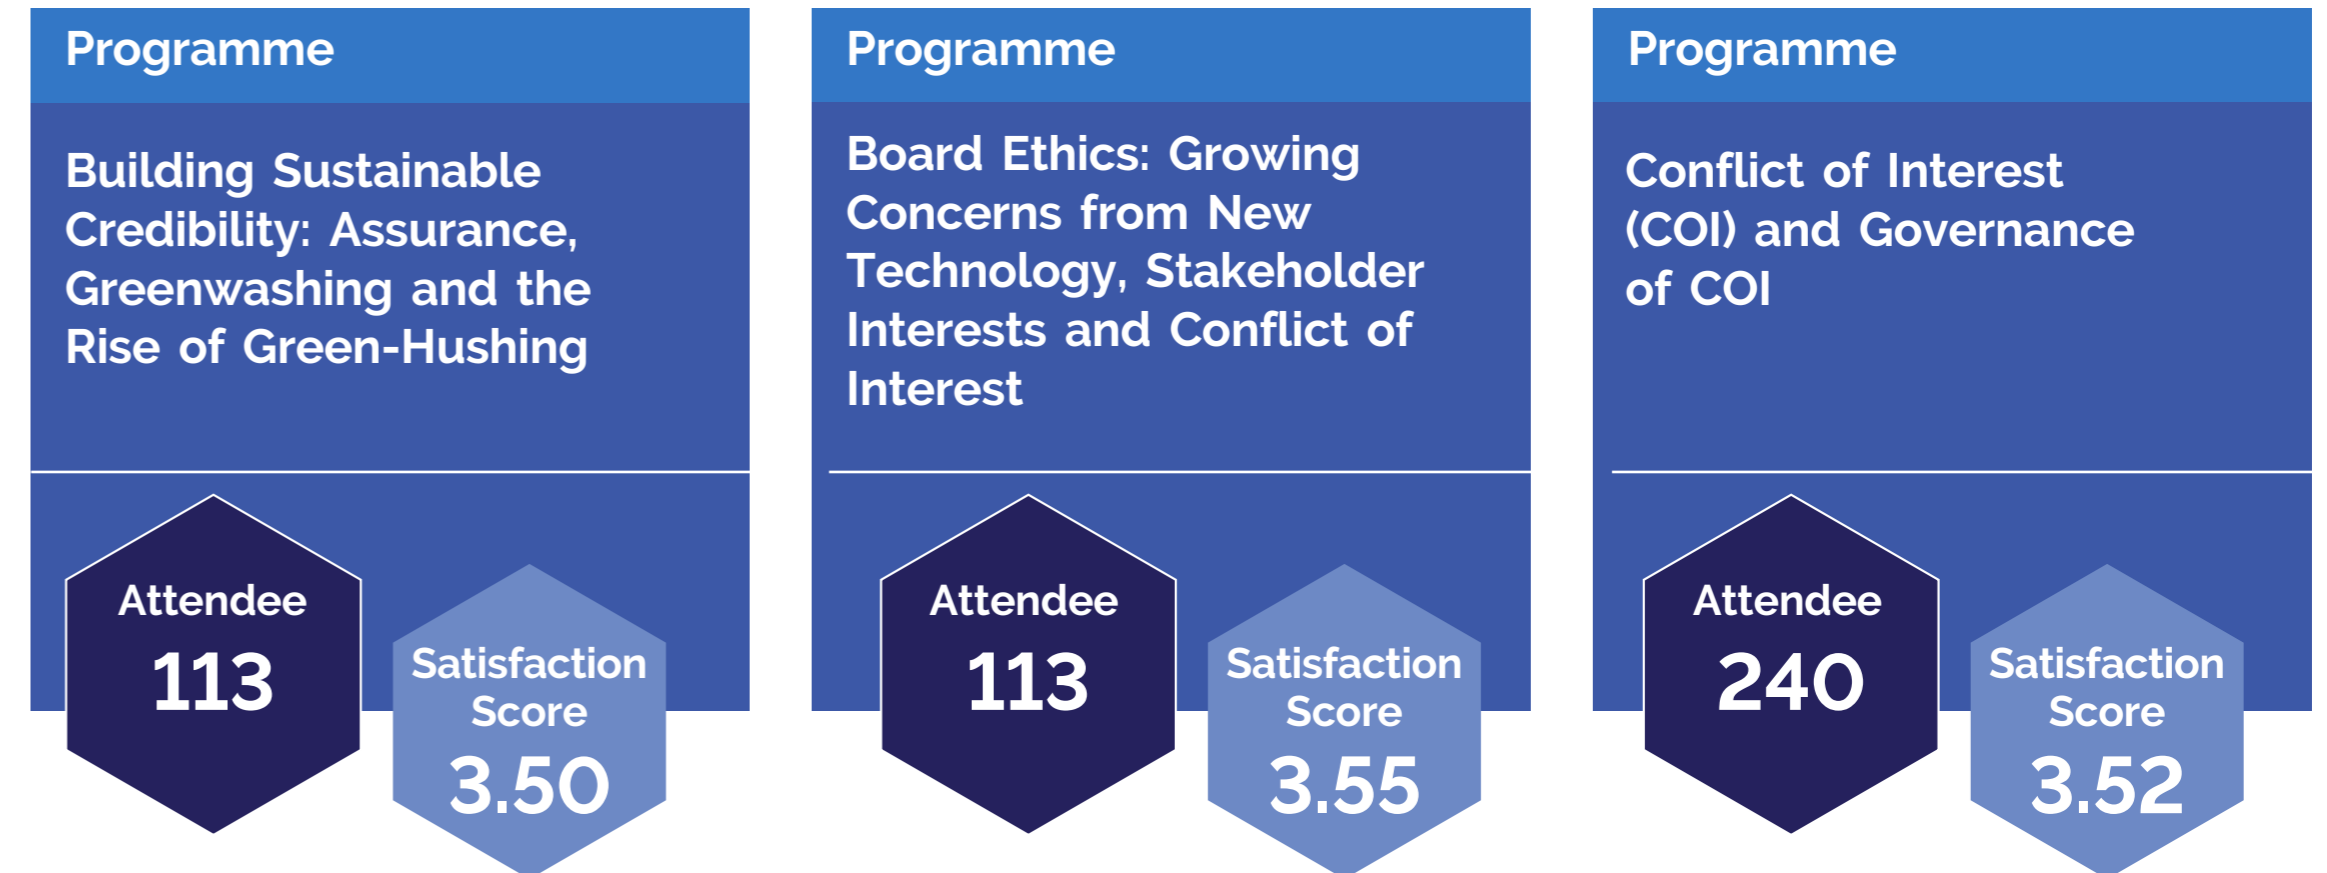 Programme
Building Sustainable
Credibility: Assurance,
Greenwashing and the
Rise of Green-Hushing
Attendee
113
Satisfaction
Score
3.50
Programme
Board Ethics: Growing
Concerns from New
Technology, Stakeholder
Interests and Conflict of
Interest
Attendee
113
Satisfaction
Score
3.55
Programme
Conflict of Interest
(COI) and Governance
of COI
Attendee
240
Satisfaction
Score
3.52